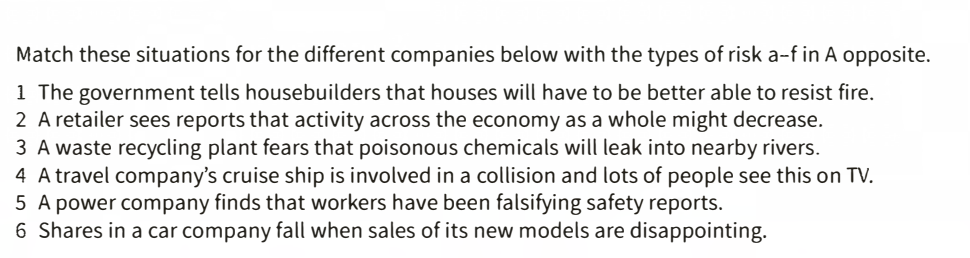 Match these situations for the different companies below with the types of risk a–f in A opposite.
1 The government tells housebuilders that houses will have to be better able to resist fire.
2 A retailer sees reports that activity across the economy as a whole might decrease.
3 A waste recycling plant fears that poisonous chemicals will leak into nearby rivers.
4 A travel company’s cruise ship is involved in a collision and lots of people see this on TV.
5 A power company finds that workers have been falsifying safety reports.
6 Shares in a car company fall when sales of its new models are disappointing.